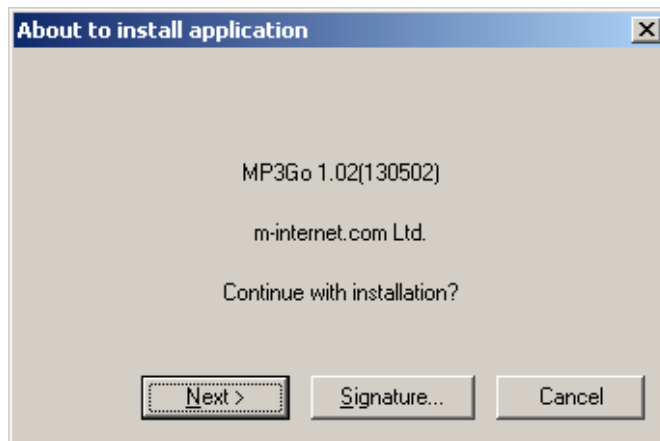 About to install application
MP3Go 1.02(130502)
m-internet.com Ltd.
Continue with installation?
Next >
Signature...
Cancel